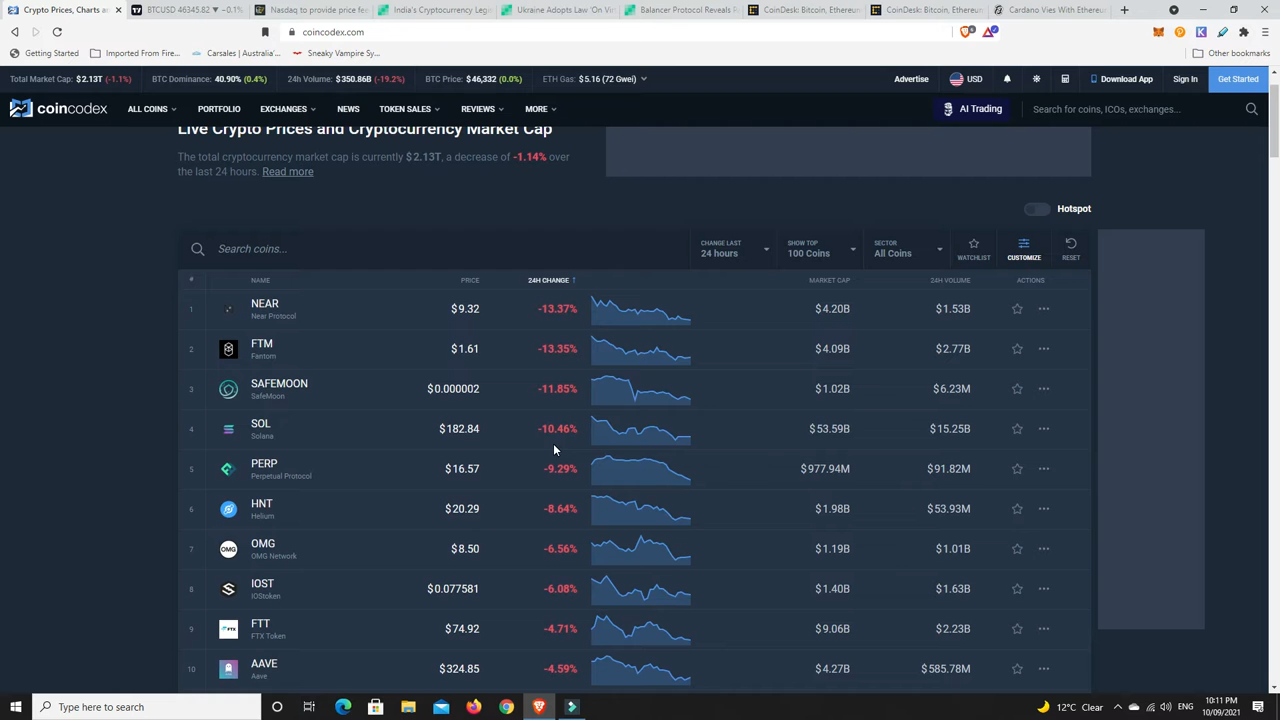 Crypto Prices, Charts a
BTCUSD 46345.82 ▼ −0.1%
Nasdaq to provide price fee
India's Cryptocurrency Leg
Ukraine Adopts Law 'On Vir
Balancer Protocol Reveals P
CoinDesk: Bitcoin, Ethereum
CoinDesk: Bitcoin, Ethereum
Cardano Vies With Ethereum
coincodex.com
Getting Started
Imported From Firef...
Carsales | Australia'...
Sneaky Vampire Sy...
Other bookmarks
Total Market Cap: $2.13T (-1.1%)
BTC Dominance: 40.90% (0.4%)
24h Volume: $350.86B (-19.2%)
BTC Price: $46,332 (0.0%)
ETH Gas: $5.16 (72 Gwei)
Advertise
USD
Download App
Sign In
Get Started
coincodex
ALL COINS
PORTFOLIO
EXCHANGES
NEWS
TOKEN SALES
REVIEWS
MORE
AI Trading
Search for coins, ICOs, exchanges...
Live Crypto Prices and Cryptocurrency Market Cap
The total cryptocurrency market cap is currently $2.13T, a decrease of -1.14% over
the last 24 hours. Read more
Hotspot
Search coins...
CHANGE LAST
24 hours
SHOW TOP
100 Coins
SECTOR
All Coins
WATCHLIST
CUSTOMIZE
RESET
# NAME PRICE 24H CHANGE ↑ MARKET CAP 24H VOLUME ACTIONS
1 NEAR $9.32 -13.37% $4.20B $1.53B
Near Protocol
2 FTM $1.61 -13.35% $4.09B $2.77B
Fantom
3 SAFEMOON $0.000002 -11.85% $1.02B $6.23M
SafeMoon
4 SOL $182.84 -10.46% $53.59B $15.25B
Solana
5 PERP $16.57 -9.29% $977.94M $91.82M
Perpetual Protocol
6 HNT $20.29 -8.64% $1.98B $53.93M
Helium
7 OMG $8.50 -6.56% $1.19B $1.01B
OMG Network
8 IOST $0.077581 -6.08% $1.40B $1.63B
IOStoken
9 FTT $74.92 -4.71% $9.06B $2.23B
FTX Token
10 AAVE $324.85 -4.59% $4.27B $585.78M
Aave
Type here to search
12°C Clear
ENG
10:11 PM
10/09/2021